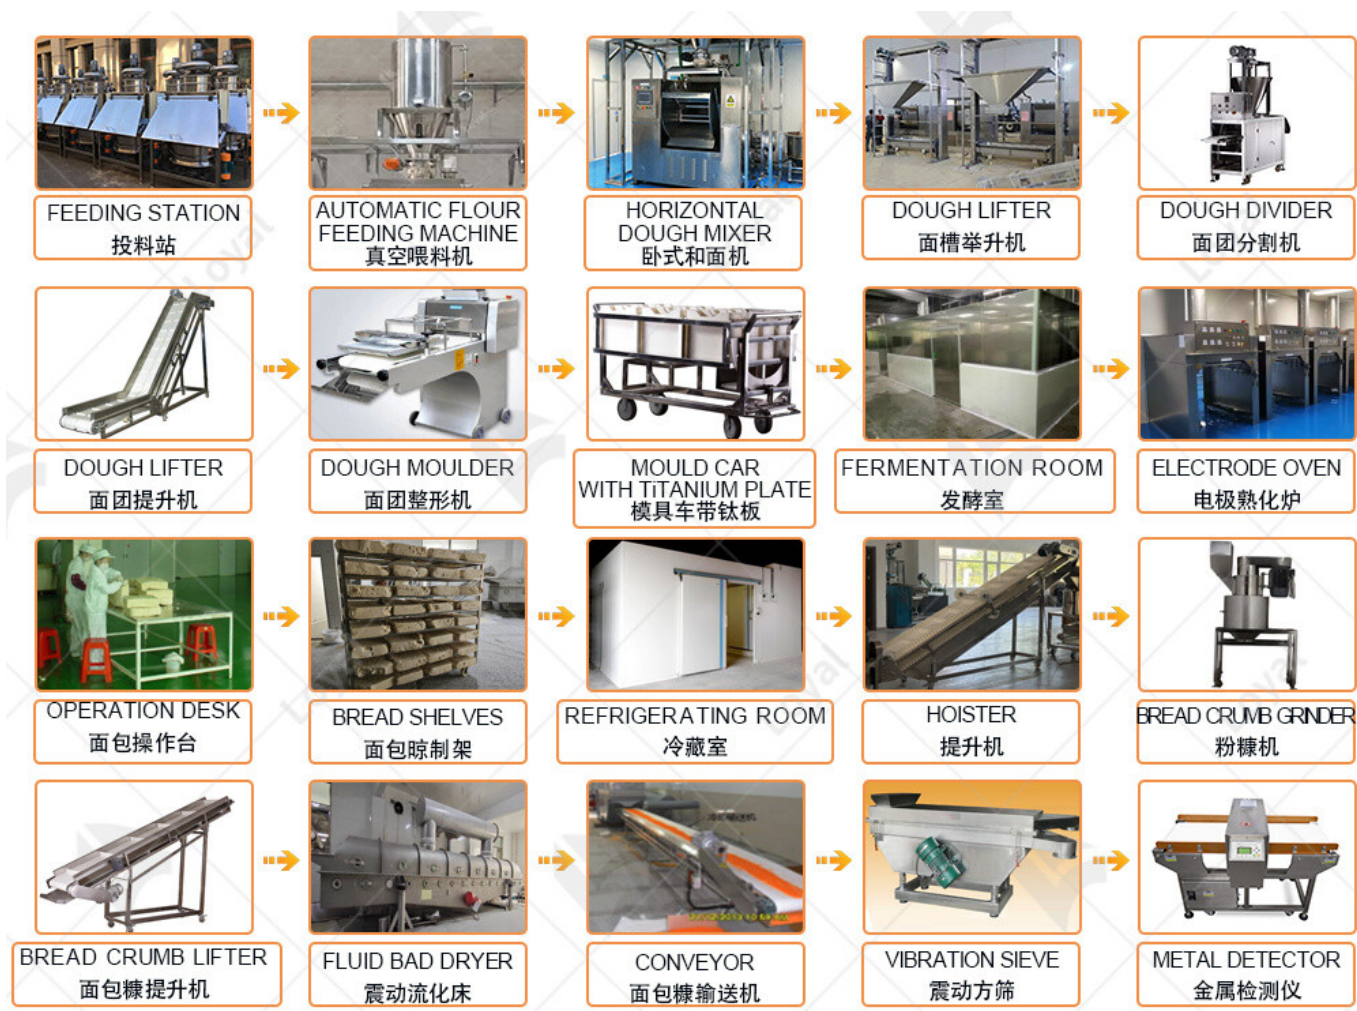 FEEDING STATION
投料站
AUTOMATIC FLOUR
FEEDING MACHINE
真空喂料机
HORIZONTAL
DOUGH MIXER
卧式和面机
DOUGH LIFTER
面槽举升机
DOUGH DIVIDER
面团分割机
DOUGH LIFTER
面团提升机
DOUGH MOULDER
面团整形机
MOULD CAR
WITH TiTANIUM PLATE
模具车带钛板
FERMENTATION ROOM
发酵室
ELECTRODE OVEN
电极熟化炉
OPERATION DESK
面包操作台
BREAD SHELVES
面包晾制架
REFRIGERATING ROOM
冷藏室
HOISTER
提升机
BREAD CRUMB GRINDER
粉糠机
BREAD CRUMB LIFTER
面包糠提升机
FLUID BAD DRYER
震动流化床
CONVEYOR
面包糠输送机
VIBRATION SIEVE
震动方筛
METAL DETECTOR
金属检测仪
Loyal
Loyal
Loyal
Loyal